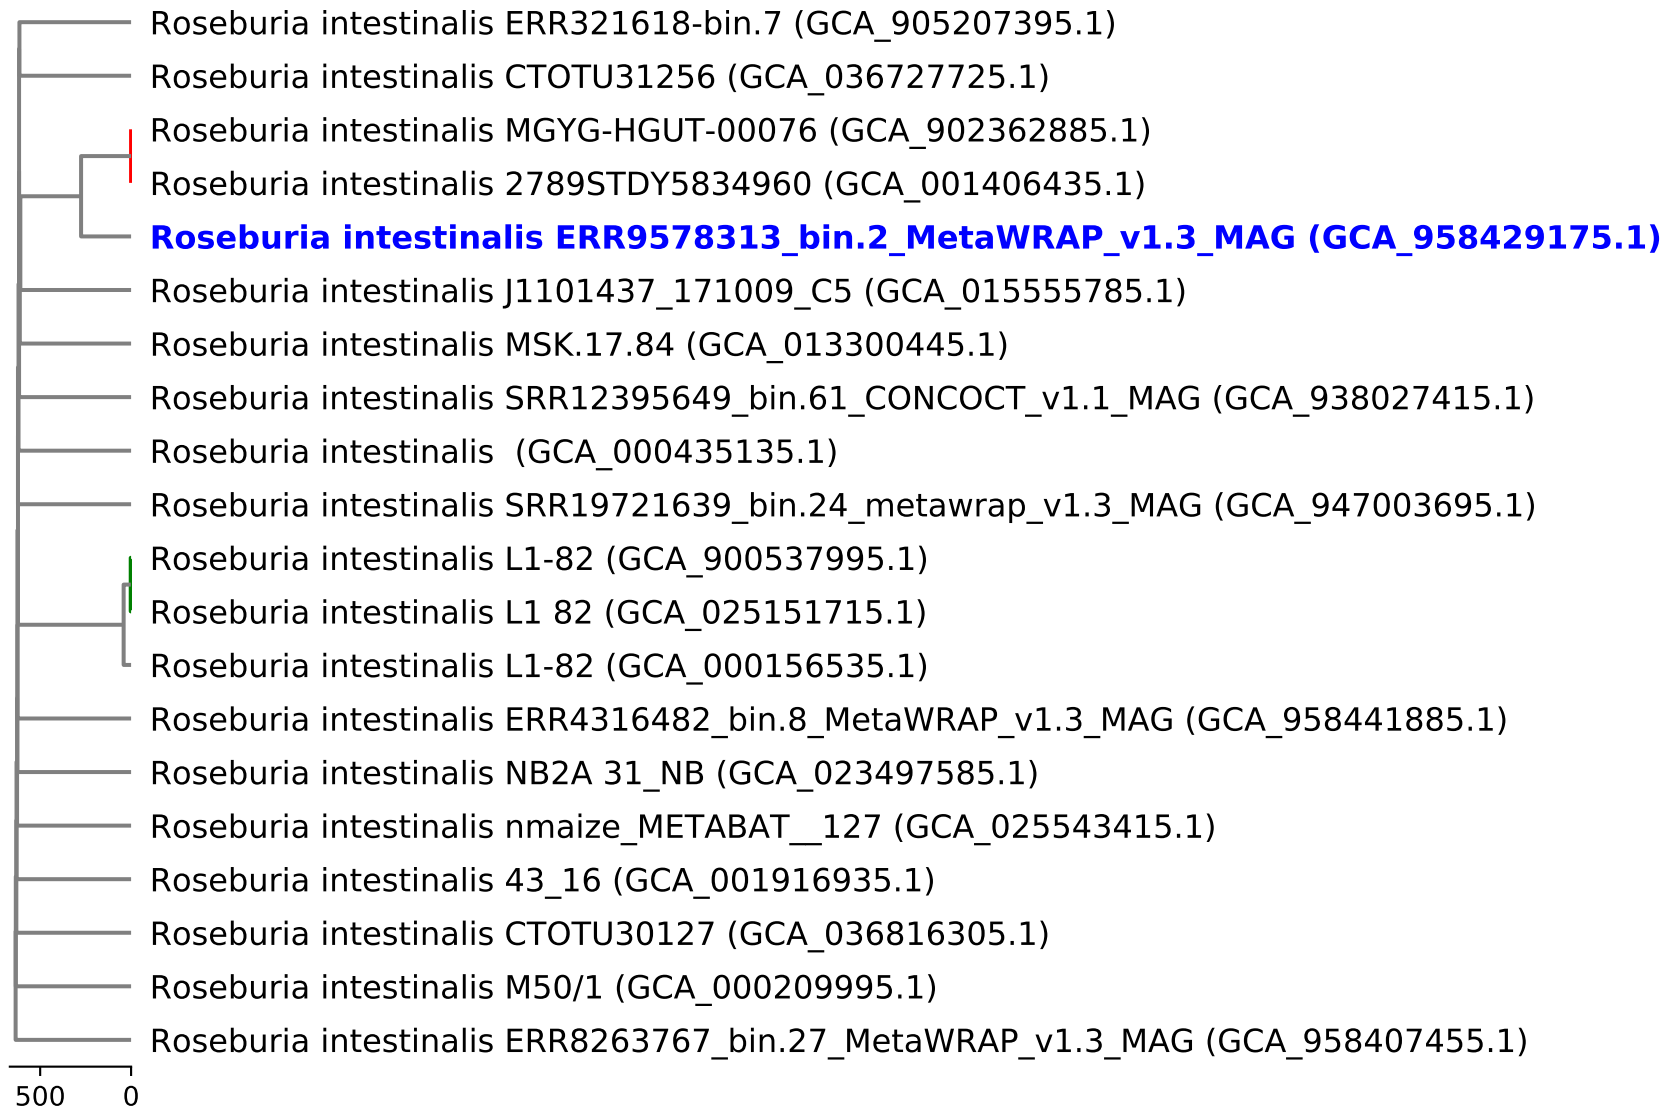 Roseburia intestinalis ERR321618-bin.7 (GCA_905207395.1)
Roseburia intestinalis CTOTU31256 (GCA_036727725.1)
Roseburia intestinalis MGYG-HGUT-00076 (GCA_902362885.1)
Roseburia intestinalis 2789STDY5834960 (GCA_001406435.1)
Roseburia intestinalis ERR9578313_bin.2_MetaWRAP_v1.3_MAG (GCA_958429175.1)
Roseburia intestinalis J1101437_171009_C5 (GCA_015555785.1)
Roseburia intestinalis MSK.17.84 (GCA_013300445.1)
Roseburia intestinalis SRR12395649_bin.61_CONCOCT_v1.1_MAG (GCA_938027415.1)
Roseburia intestinalis  (GCA_000435135.1)
Roseburia intestinalis SRR19721639_bin.24_metawrap_v1.3_MAG (GCA_947003695.1)
Roseburia intestinalis L1-82 (GCA_900537995.1)
Roseburia intestinalis L1 82 (GCA_025151715.1)
Roseburia intestinalis L1-82 (GCA_000156535.1)
Roseburia intestinalis ERR4316482_bin.8_MetaWRAP_v1.3_MAG (GCA_958441885.1)
Roseburia intestinalis NB2A 31_NB (GCA_023497585.1)
Roseburia intestinalis nmaize_METABAT__127 (GCA_025543415.1)
Roseburia intestinalis 43_16 (GCA_001916935.1)
Roseburia intestinalis CTOTU30127 (GCA_036816305.1)
Roseburia intestinalis M50/1 (GCA_000209995.1)
Roseburia intestinalis ERR8263767_bin.27_MetaWRAP_v1.3_MAG (GCA_958407455.1)
500 0